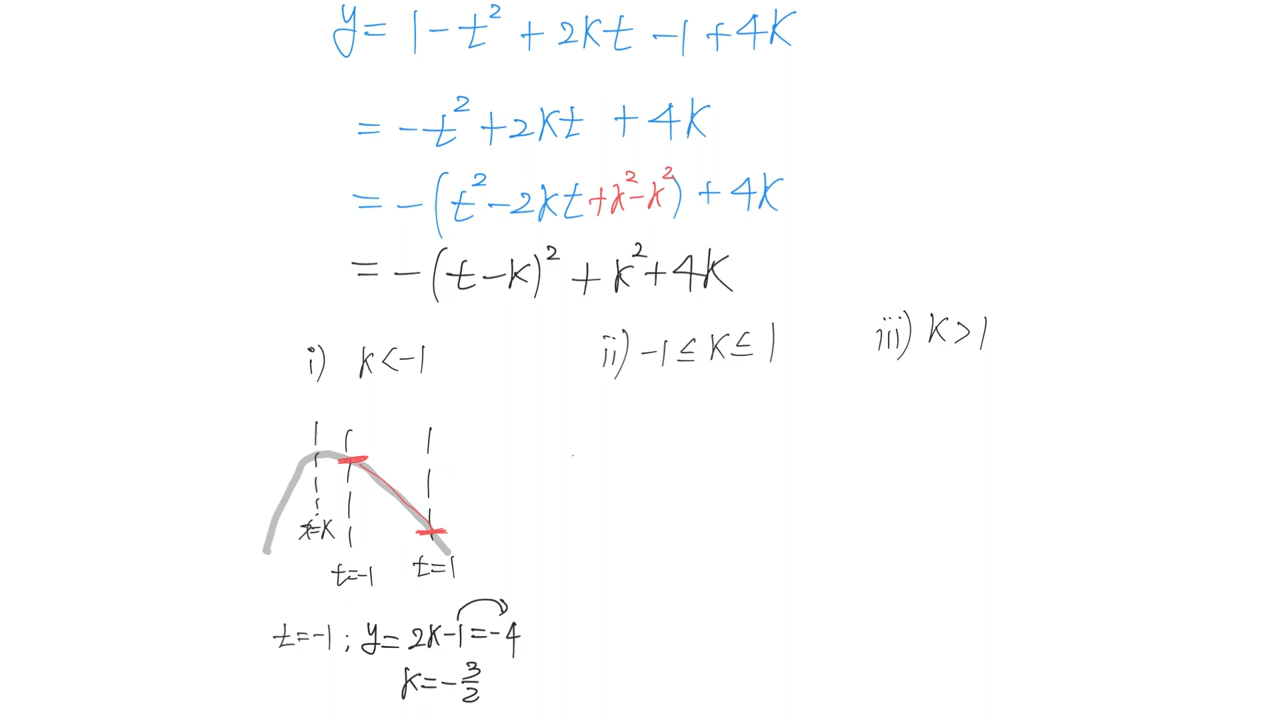 y = 1 - t² + 2kt - 1 + 4k
= -t² + 2kt + 4k
= -(t² - 2kt + k² - k²) + 4k
= -(t - k)² + k² + 4k
i) k < -1
ii) -1 ≤ k ≤ 1
iii) k > 1
t=k
t=-1
t=1
t=-1 ; y = 2k-1 = -4
k = -3/2